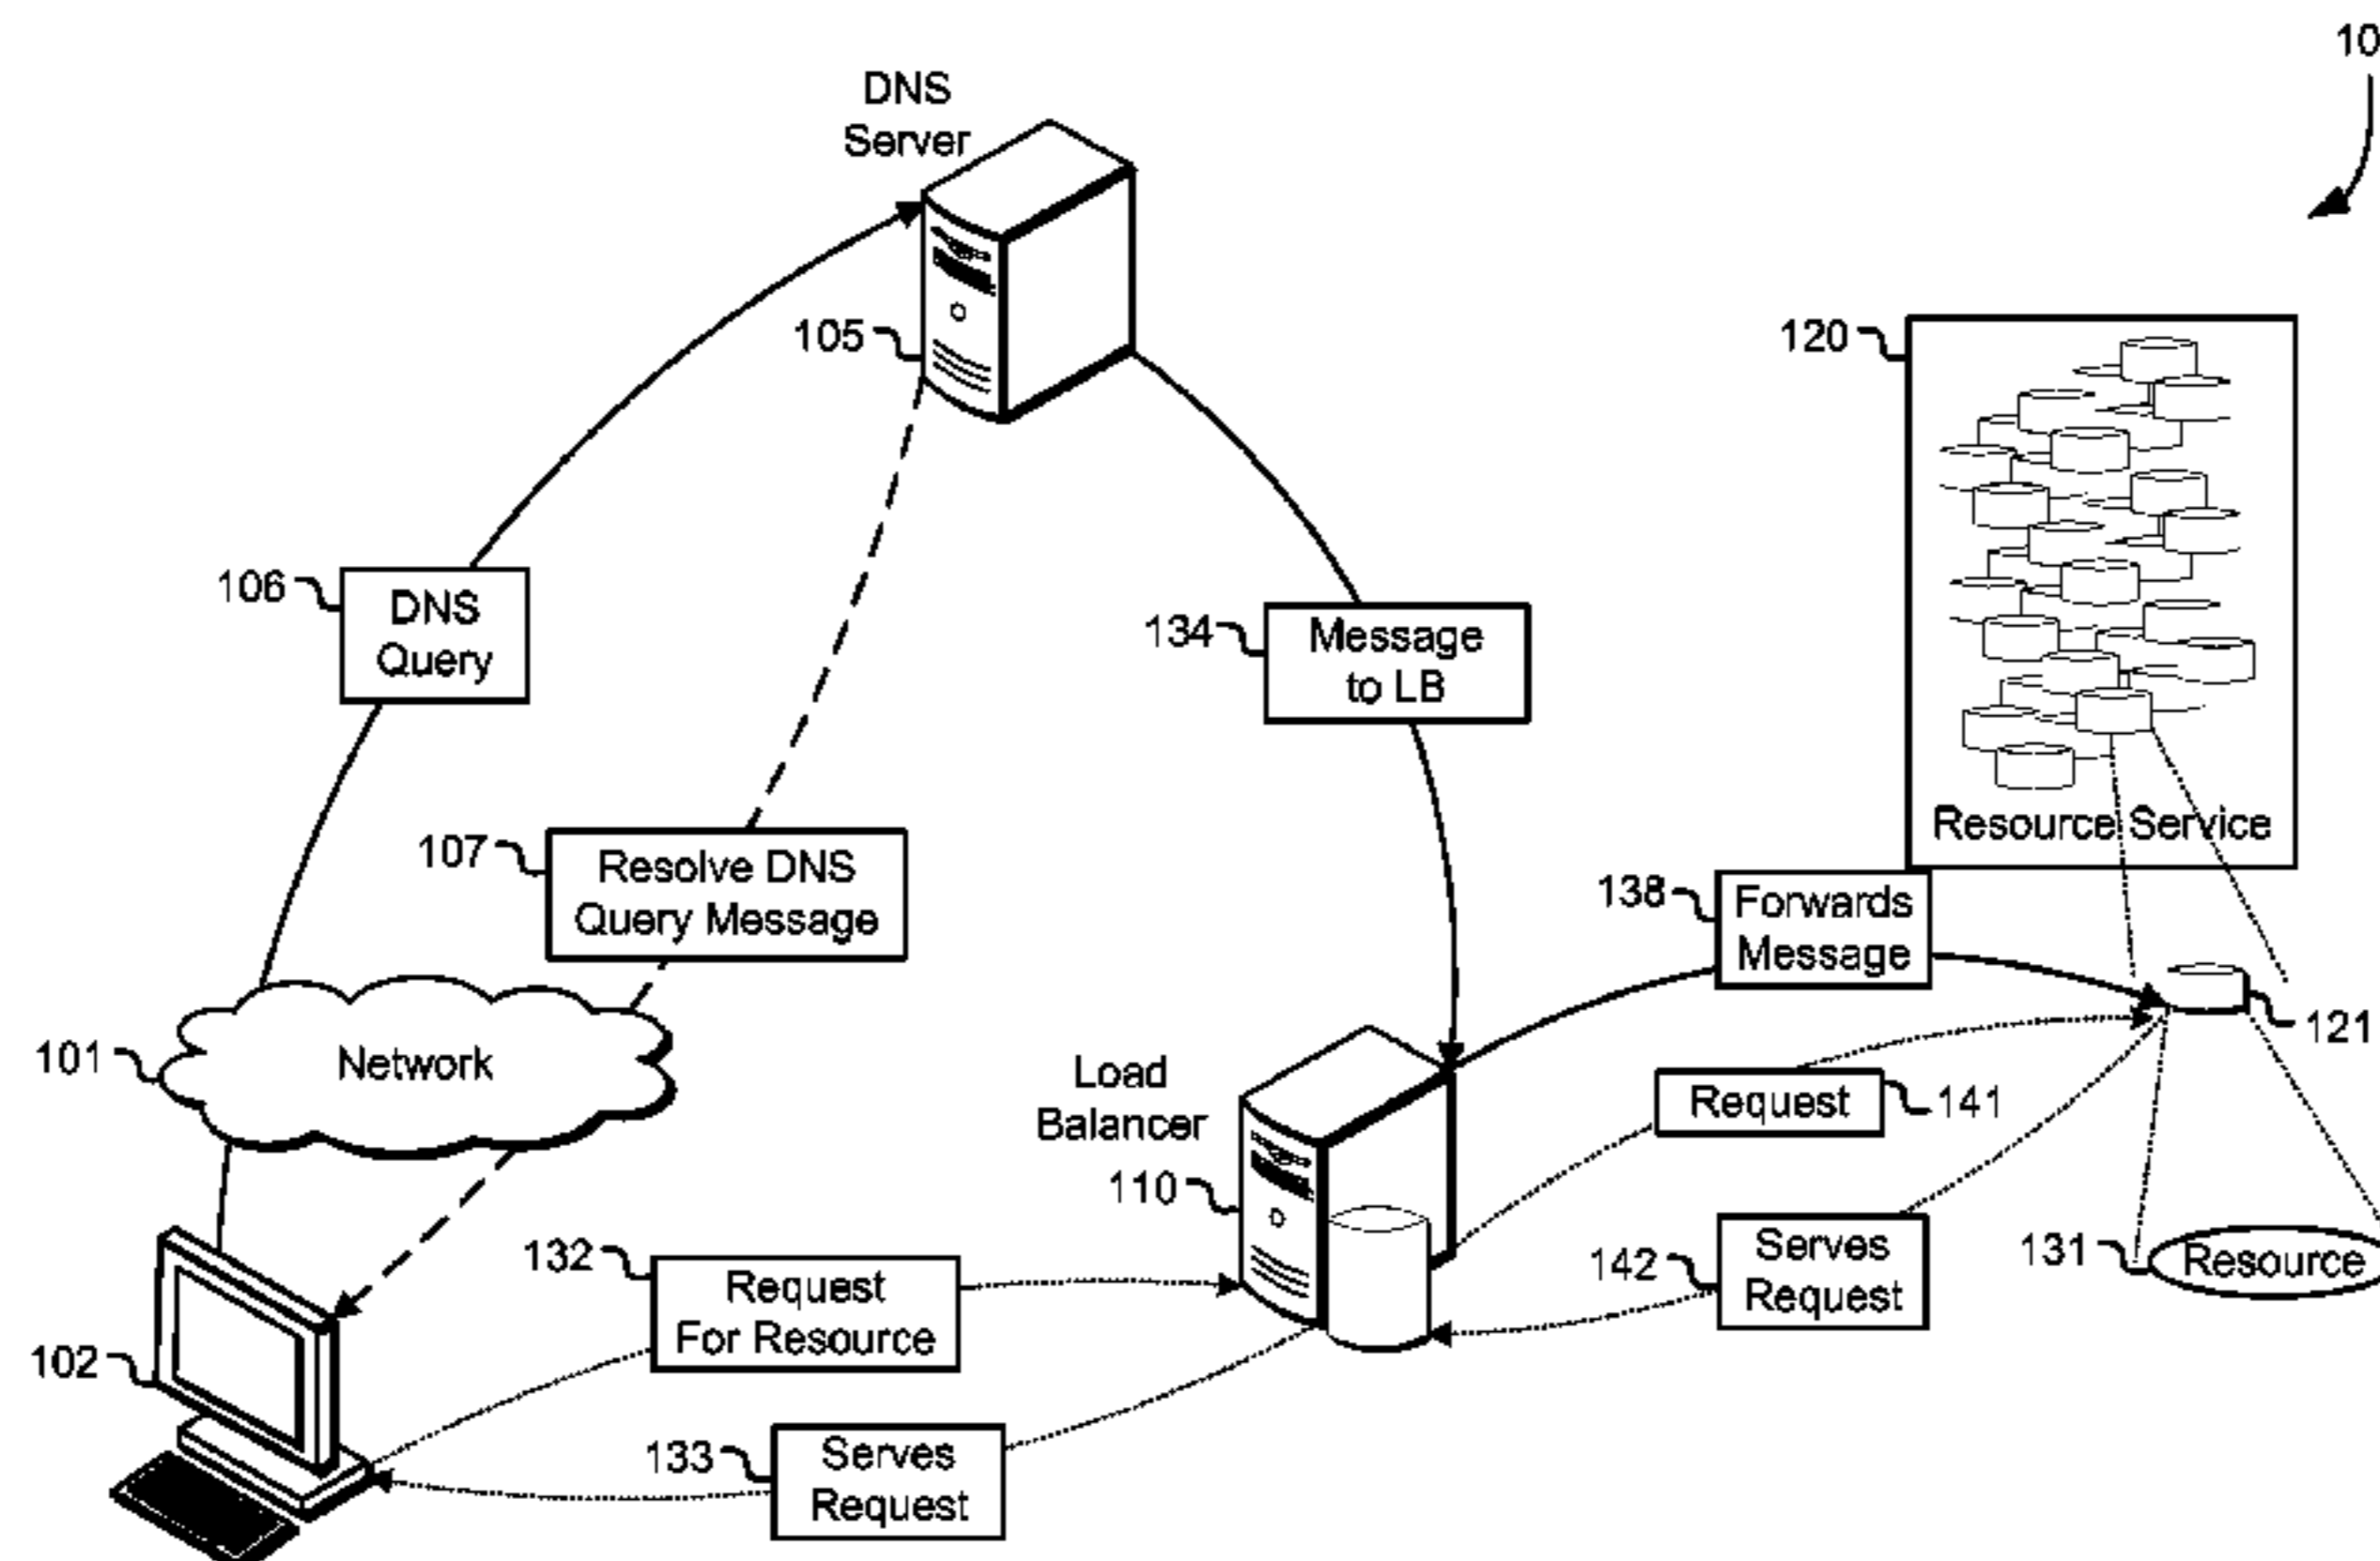 10
DNS
Server
105
120
106
DNS
Query
134
Message
to LB
107
Resolve DNS
Query Message
Resource Service
138
Forwards
Message
101
Network
121
Load
Balancer
Request
141
110
132
Request
For Resource
142
Serves
Request
131
Resource
102
133
Serves
Request